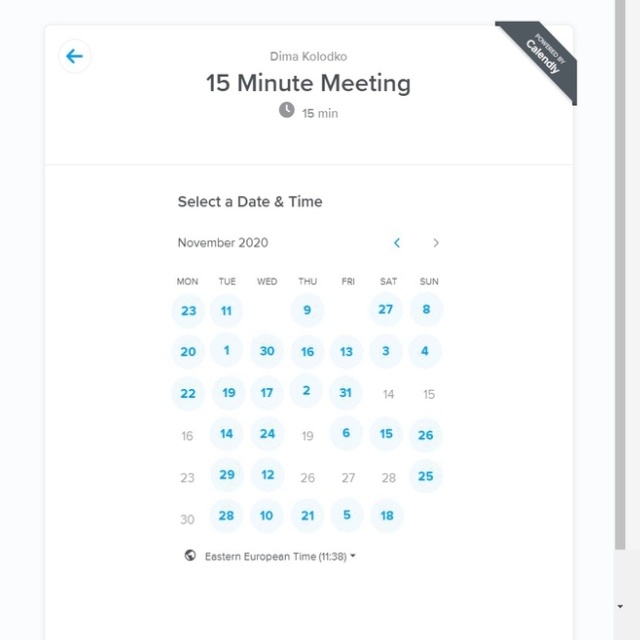 POWERED BY
Calendly
Dima Kolodko
15 Minute Meeting
15 min
Select a Date & Time
November 2020
MON TUE WED THU FRI SAT SUN
23 11 9 27 8
20 1 30 16 13 3 4
22 19 17 2 31 14 15
16 14 24 19 6 15 26
23 29 12 26 27 28 25
30 28 10 21 5 18
Eastern European Time (11:38)